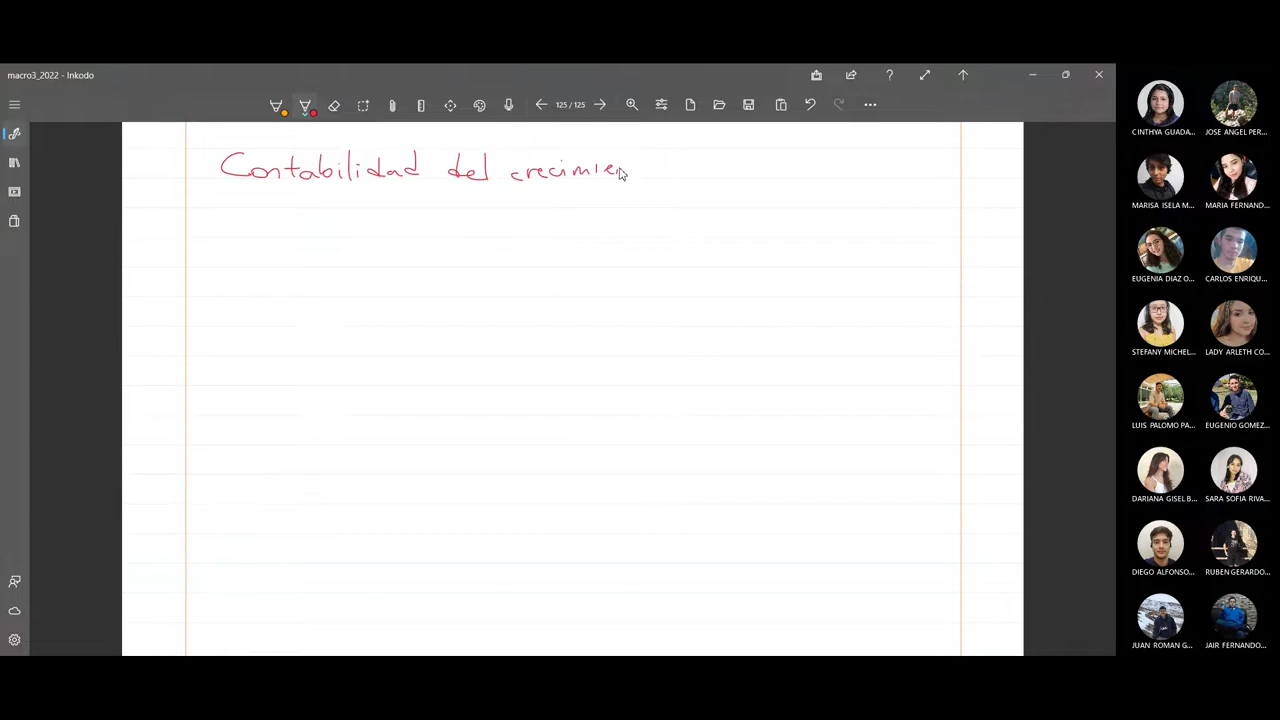 macro3_2022 - Inkodo
125 / 125
Contabilidad del crecimie
CINTHYA GUADA...
JOSE ANGEL PER...
MARISA ISELA M...
MARIA FERNAND...
EUGENIA DIAZ O...
CARLOS ENRIQU...
STEFANY MICHEL...
LADY ARLETH CO...
LUIS PALOMO PA...
EUGENIO GOMEZ...
DARIANA GISEL B...
SARA SOFIA RIVA...
DIEGO ALFONSO...
RUBEN GERARDO...
JUAN ROMAN G...
JAIR FERNANDO...